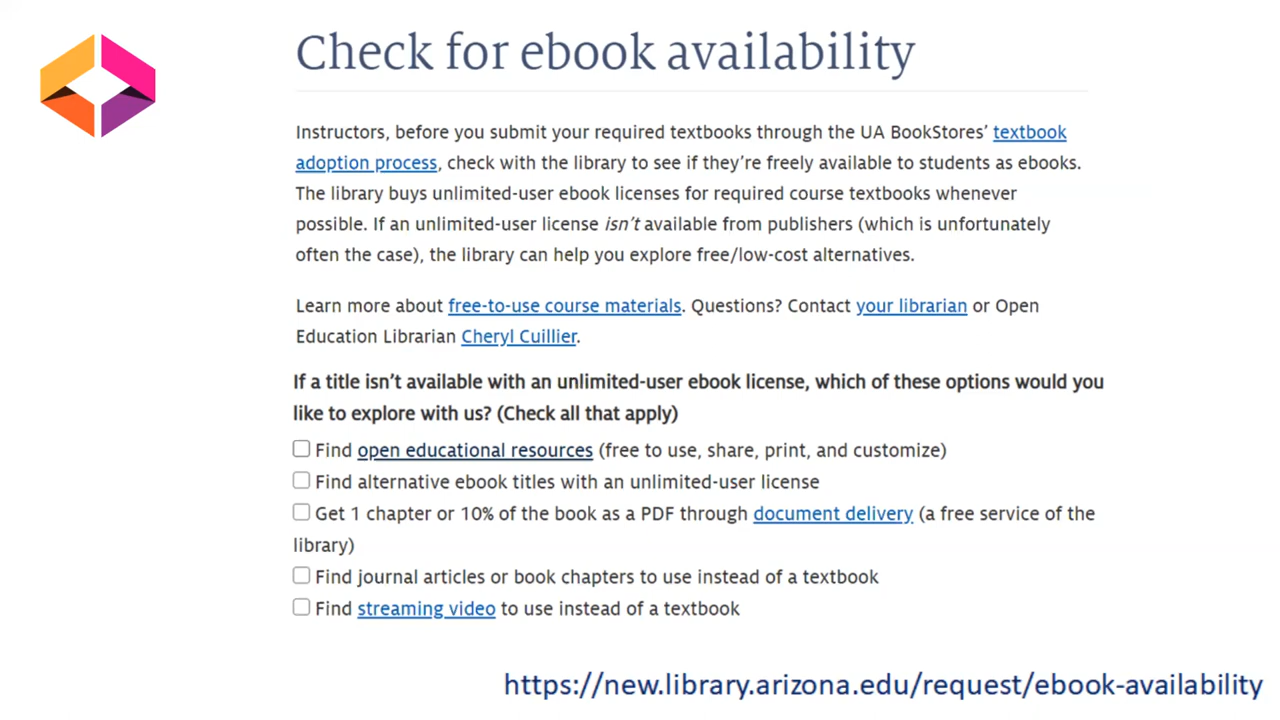 Check for ebook availability
Instructors, before you submit your required textbooks through the UA BookStores’ textbook
adoption process, check with the library to see if they’re freely available to students as ebooks.
The library buys unlimited-user ebook licenses for required course textbooks whenever
possible. If an unlimited-user license isn’t available from publishers (which is unfortunately
often the case), the library can help you explore free/low-cost alternatives.
Learn more about free-to-use course materials. Questions? Contact your librarian or Open
Education Librarian Cheryl Cuillier.
If a title isn’t available with an unlimited-user ebook license, which of these options would you
like to explore with us? (Check all that apply)
Find open educational resources (free to use, share, print, and customize)
Find alternative ebook titles with an unlimited-user license
Get 1 chapter or 10% of the book as a PDF through document delivery (a free service of the
library)
Find journal articles or book chapters to use instead of a textbook
Find streaming video to use instead of a textbook
https://new.library.arizona.edu/request/ebook-availability